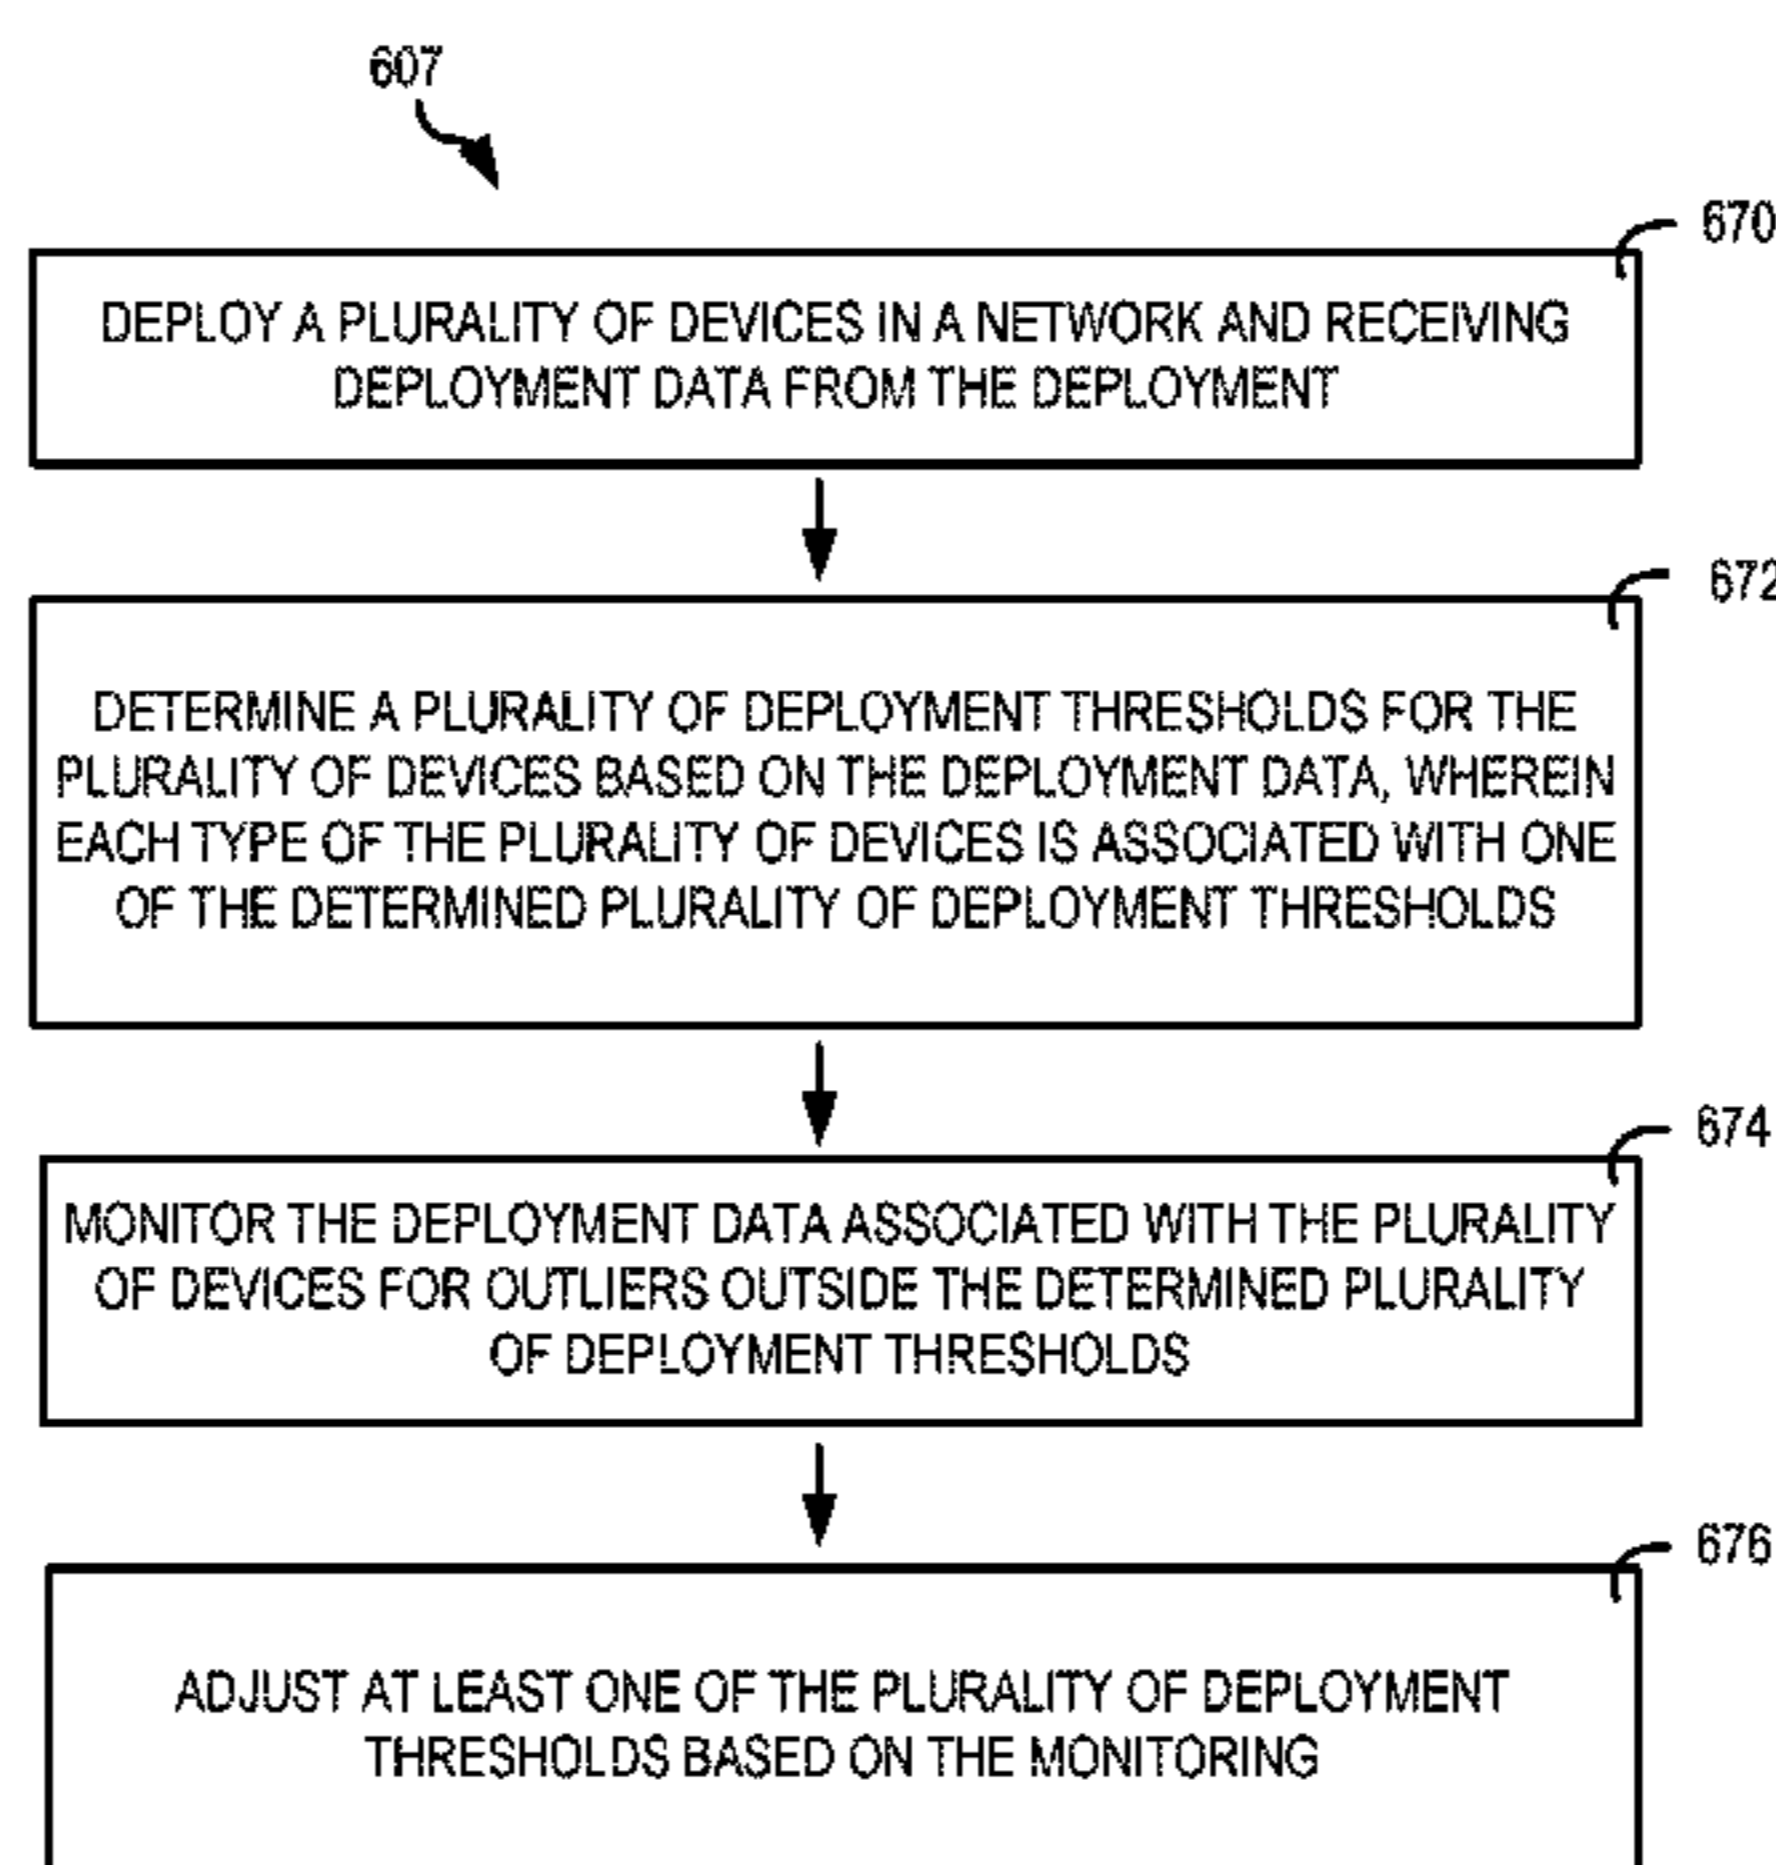 607
670
DEPLOY A PLURALITY OF DEVICES IN A NETWORK AND RECEIVING
DEPLOYMENT DATA FROM THE DEPLOYMENT
672
DETERMINE A PLURALITY OF DEPLOYMENT THRESHOLDS FOR THE
PLURALITY OF DEVICES BASED ON THE DEPLOYMENT DATA, WHEREIN
EACH TYPE OF THE PLURALITY OF DEVICES IS ASSOCIATED WITH ONE
OF THE DETERMINED PLURALITY OF DEPLOYMENT THRESHOLDS
674
MONITOR THE DEPLOYMENT DATA ASSOCIATED WITH THE PLURALITY
OF DEVICES FOR OUTLIERS OUTSIDE THE DETERMINED PLURALITY
OF DEPLOYMENT THRESHOLDS
676
ADJUST AT LEAST ONE OF THE PLURALITY OF DEPLOYMENT
THRESHOLDS BASED ON THE MONITORING